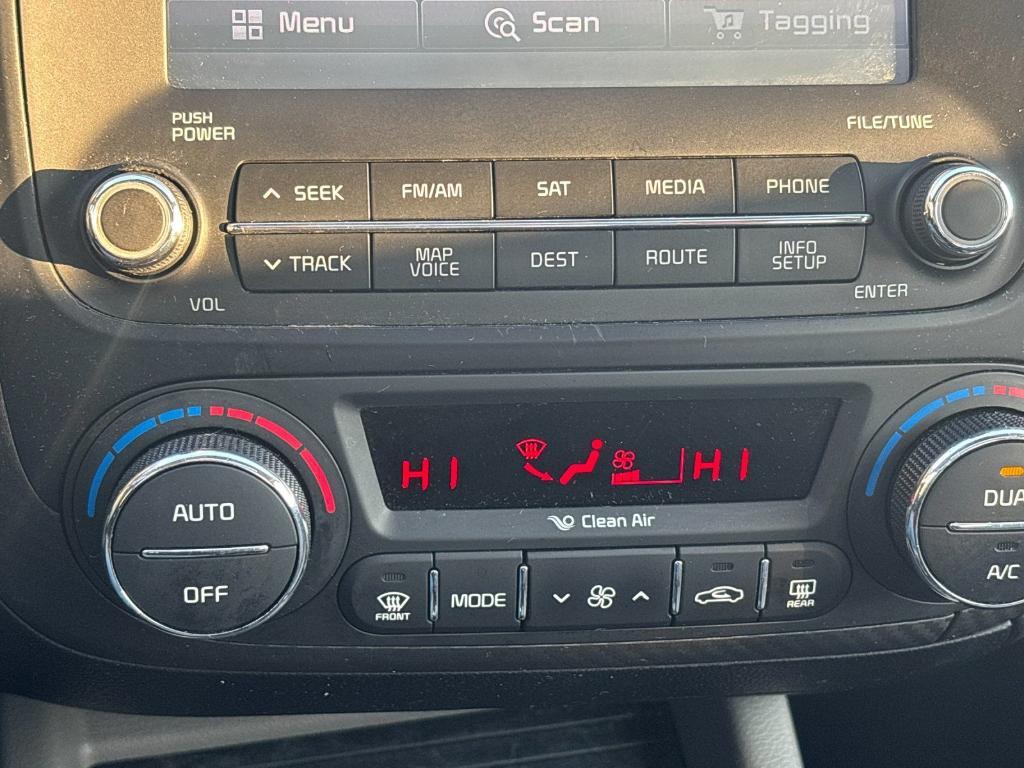 Menu
Scan
Tagging
PUSH
POWER
FILE/TUNE
SEEK
FM/AM
SAT
MEDIA
PHONE
TRACK
MAP
VOICE
DEST
ROUTE
INFO
SETUP
VOL
ENTER
HI
HI
Clean Air
AUTO
OFF
FRONT
MODE
REAR
DUA
A/C